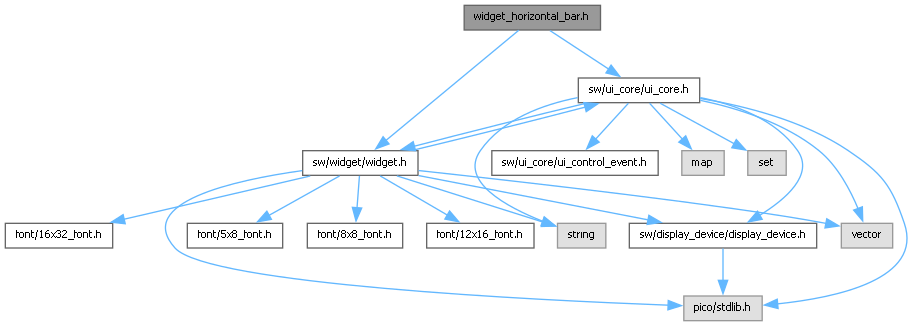 widget_horizontal_bar.h
sw/ui_core/ui_core.h
sw/widget/widget.h
sw/ui_core/ui_control_event.h
map
set
font/16x32_font.h
font/5x8_font.h
font/8x8_font.h
font/12x16_font.h
string
sw/display_device/display_device.h
vector
pico/stdlib.h